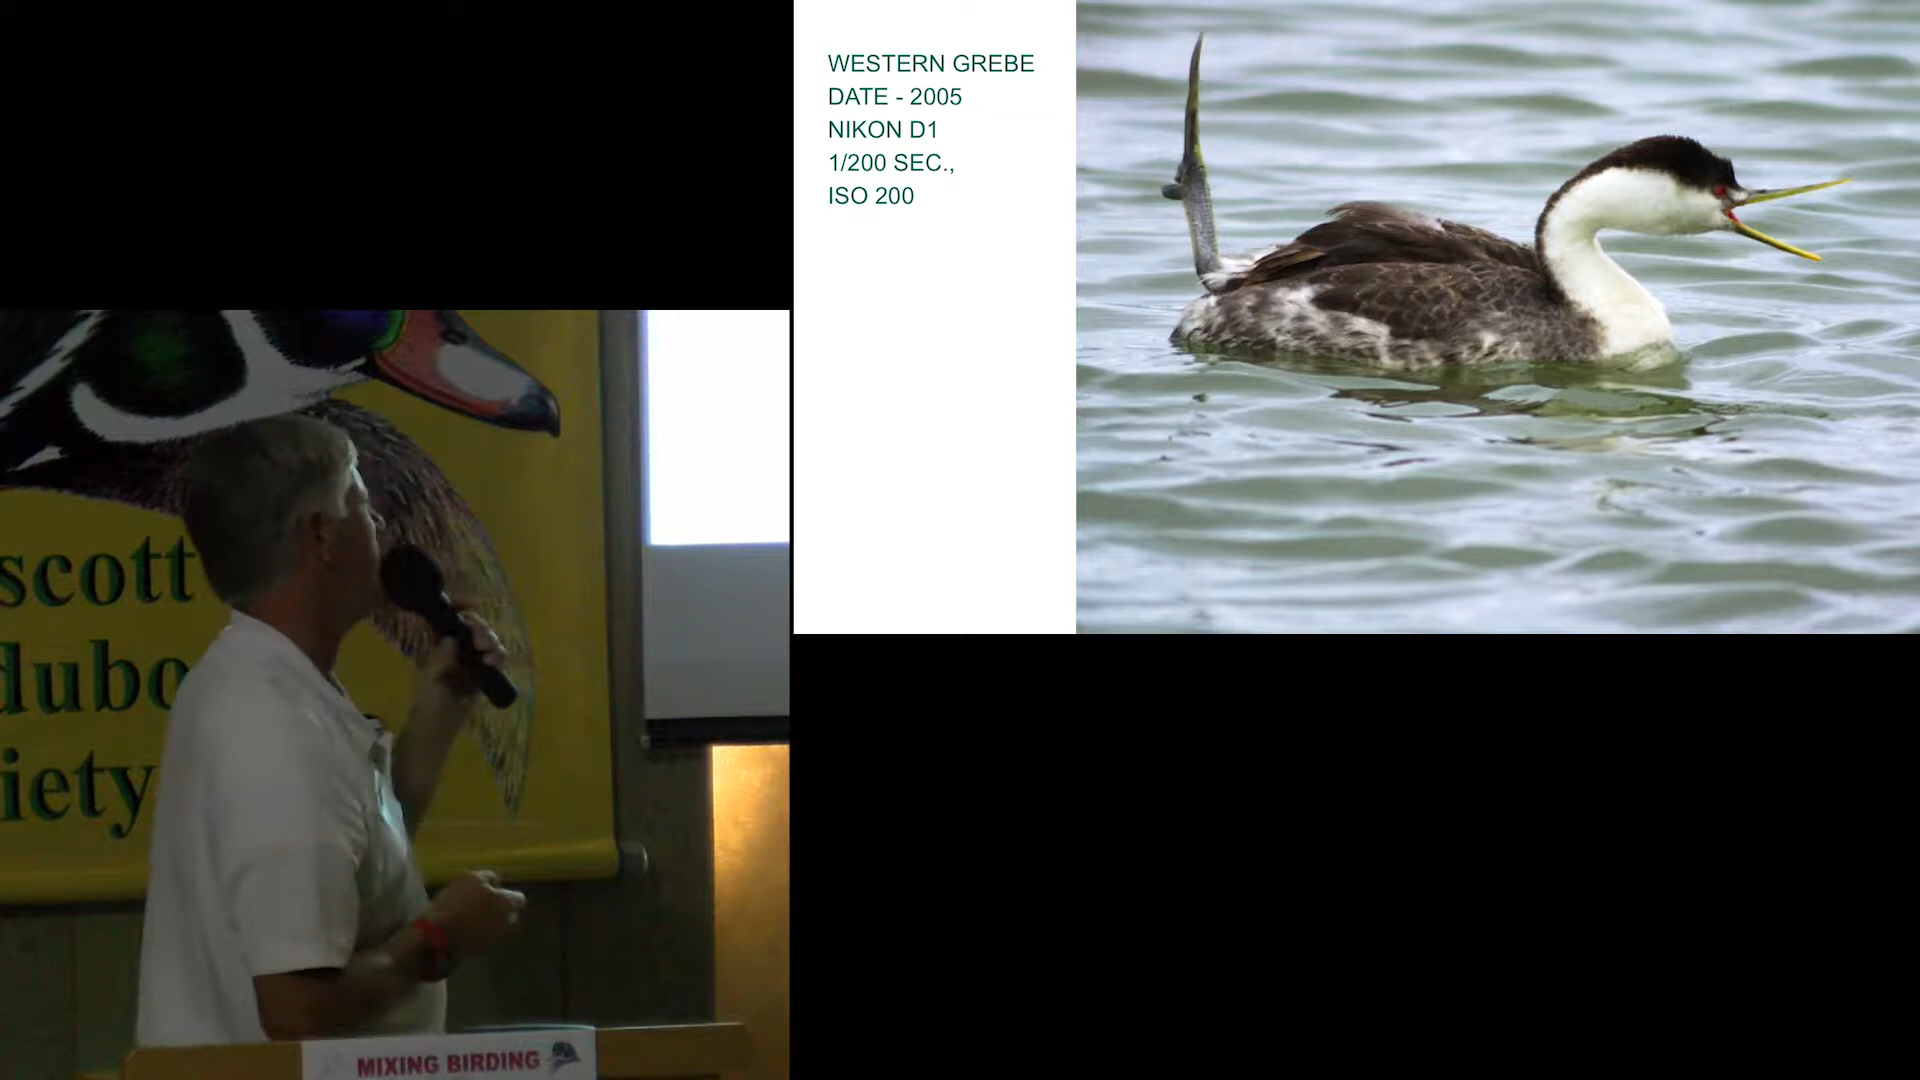 WESTERN GREBE
DATE - 2005
NIKON D1
1/200 SEC.,
ISO 200
scott
dubo
iety
MIXING BIRDING